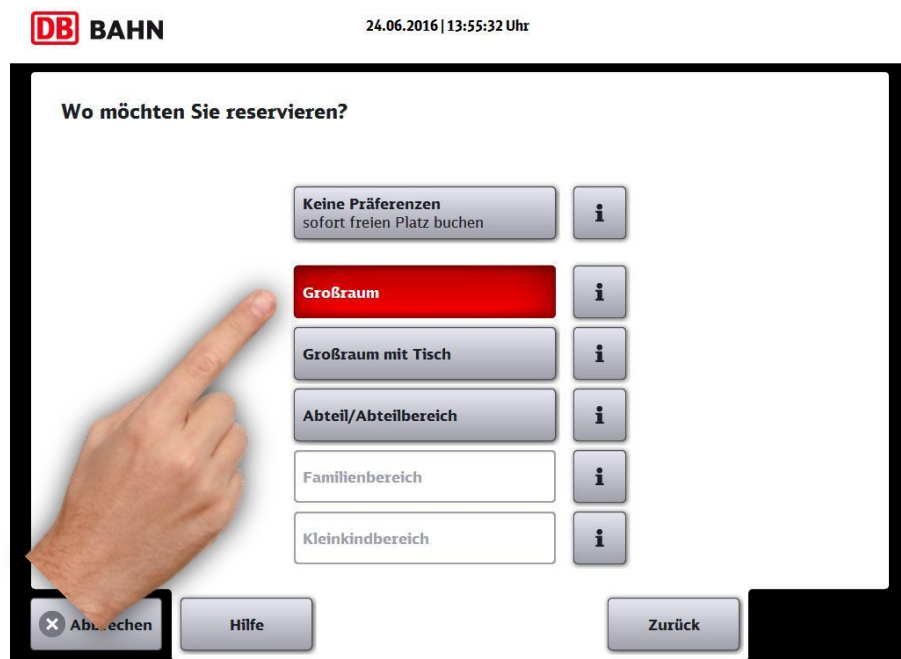 DB BAHN
24.06.2016 | 13:55:32 Uhr
Wo möchten Sie reservieren?
Keine Präferenzen
sofort freien Platz buchen
i
Großraum
i
Großraum mit Tisch
i
Abteil/Abteilbereich
i
Familienbereich
i
Kleinkindbereich
i
Hilfe
Zurück